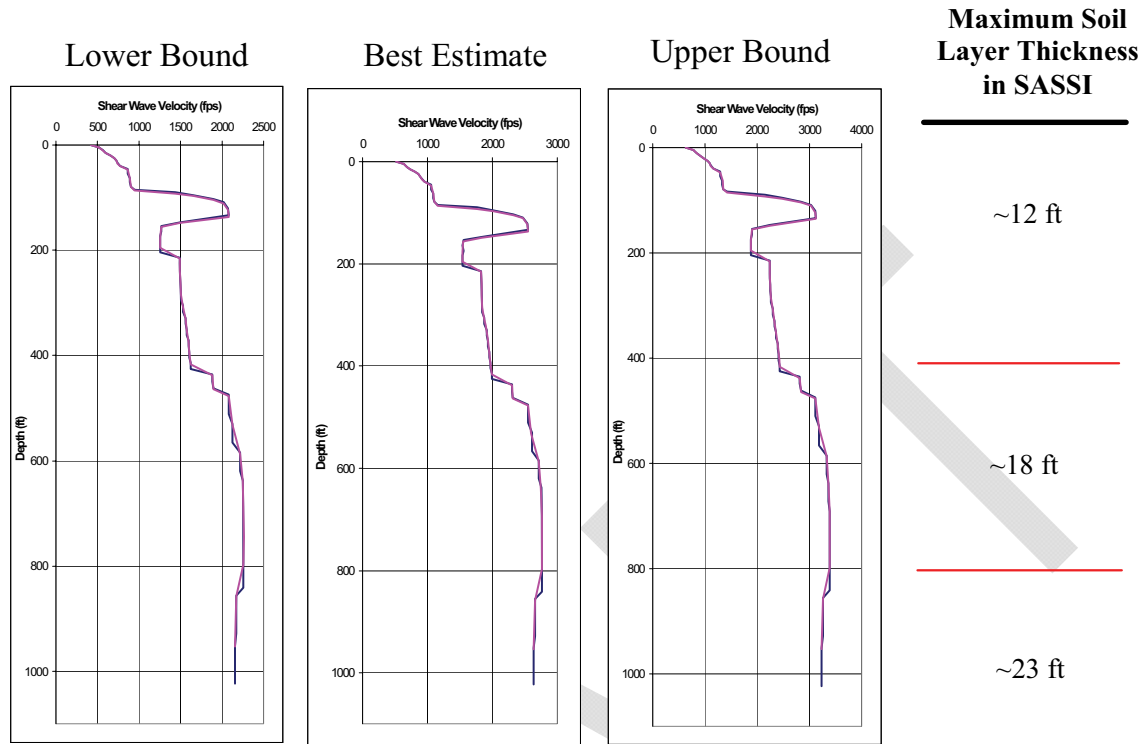 Lower Bound
Shear Wave Velocity (fps)
0 500 1000 1500 2000 2500
0
200
400
600
800
1000
Depth (ft)
Best Estimate
Shear Wave Velocity (fps)
0 1000 2000 3000
0
200
400
600
800
1000
Depth (ft)
Upper Bound
Shear Wave Velocity (fps)
0 1000 2000 3000 4000
0
200
400
600
800
1000
Depth (ft)
Maximum Soil
Layer Thickness
in SASSI
~12 ft
~18 ft
~23 ft